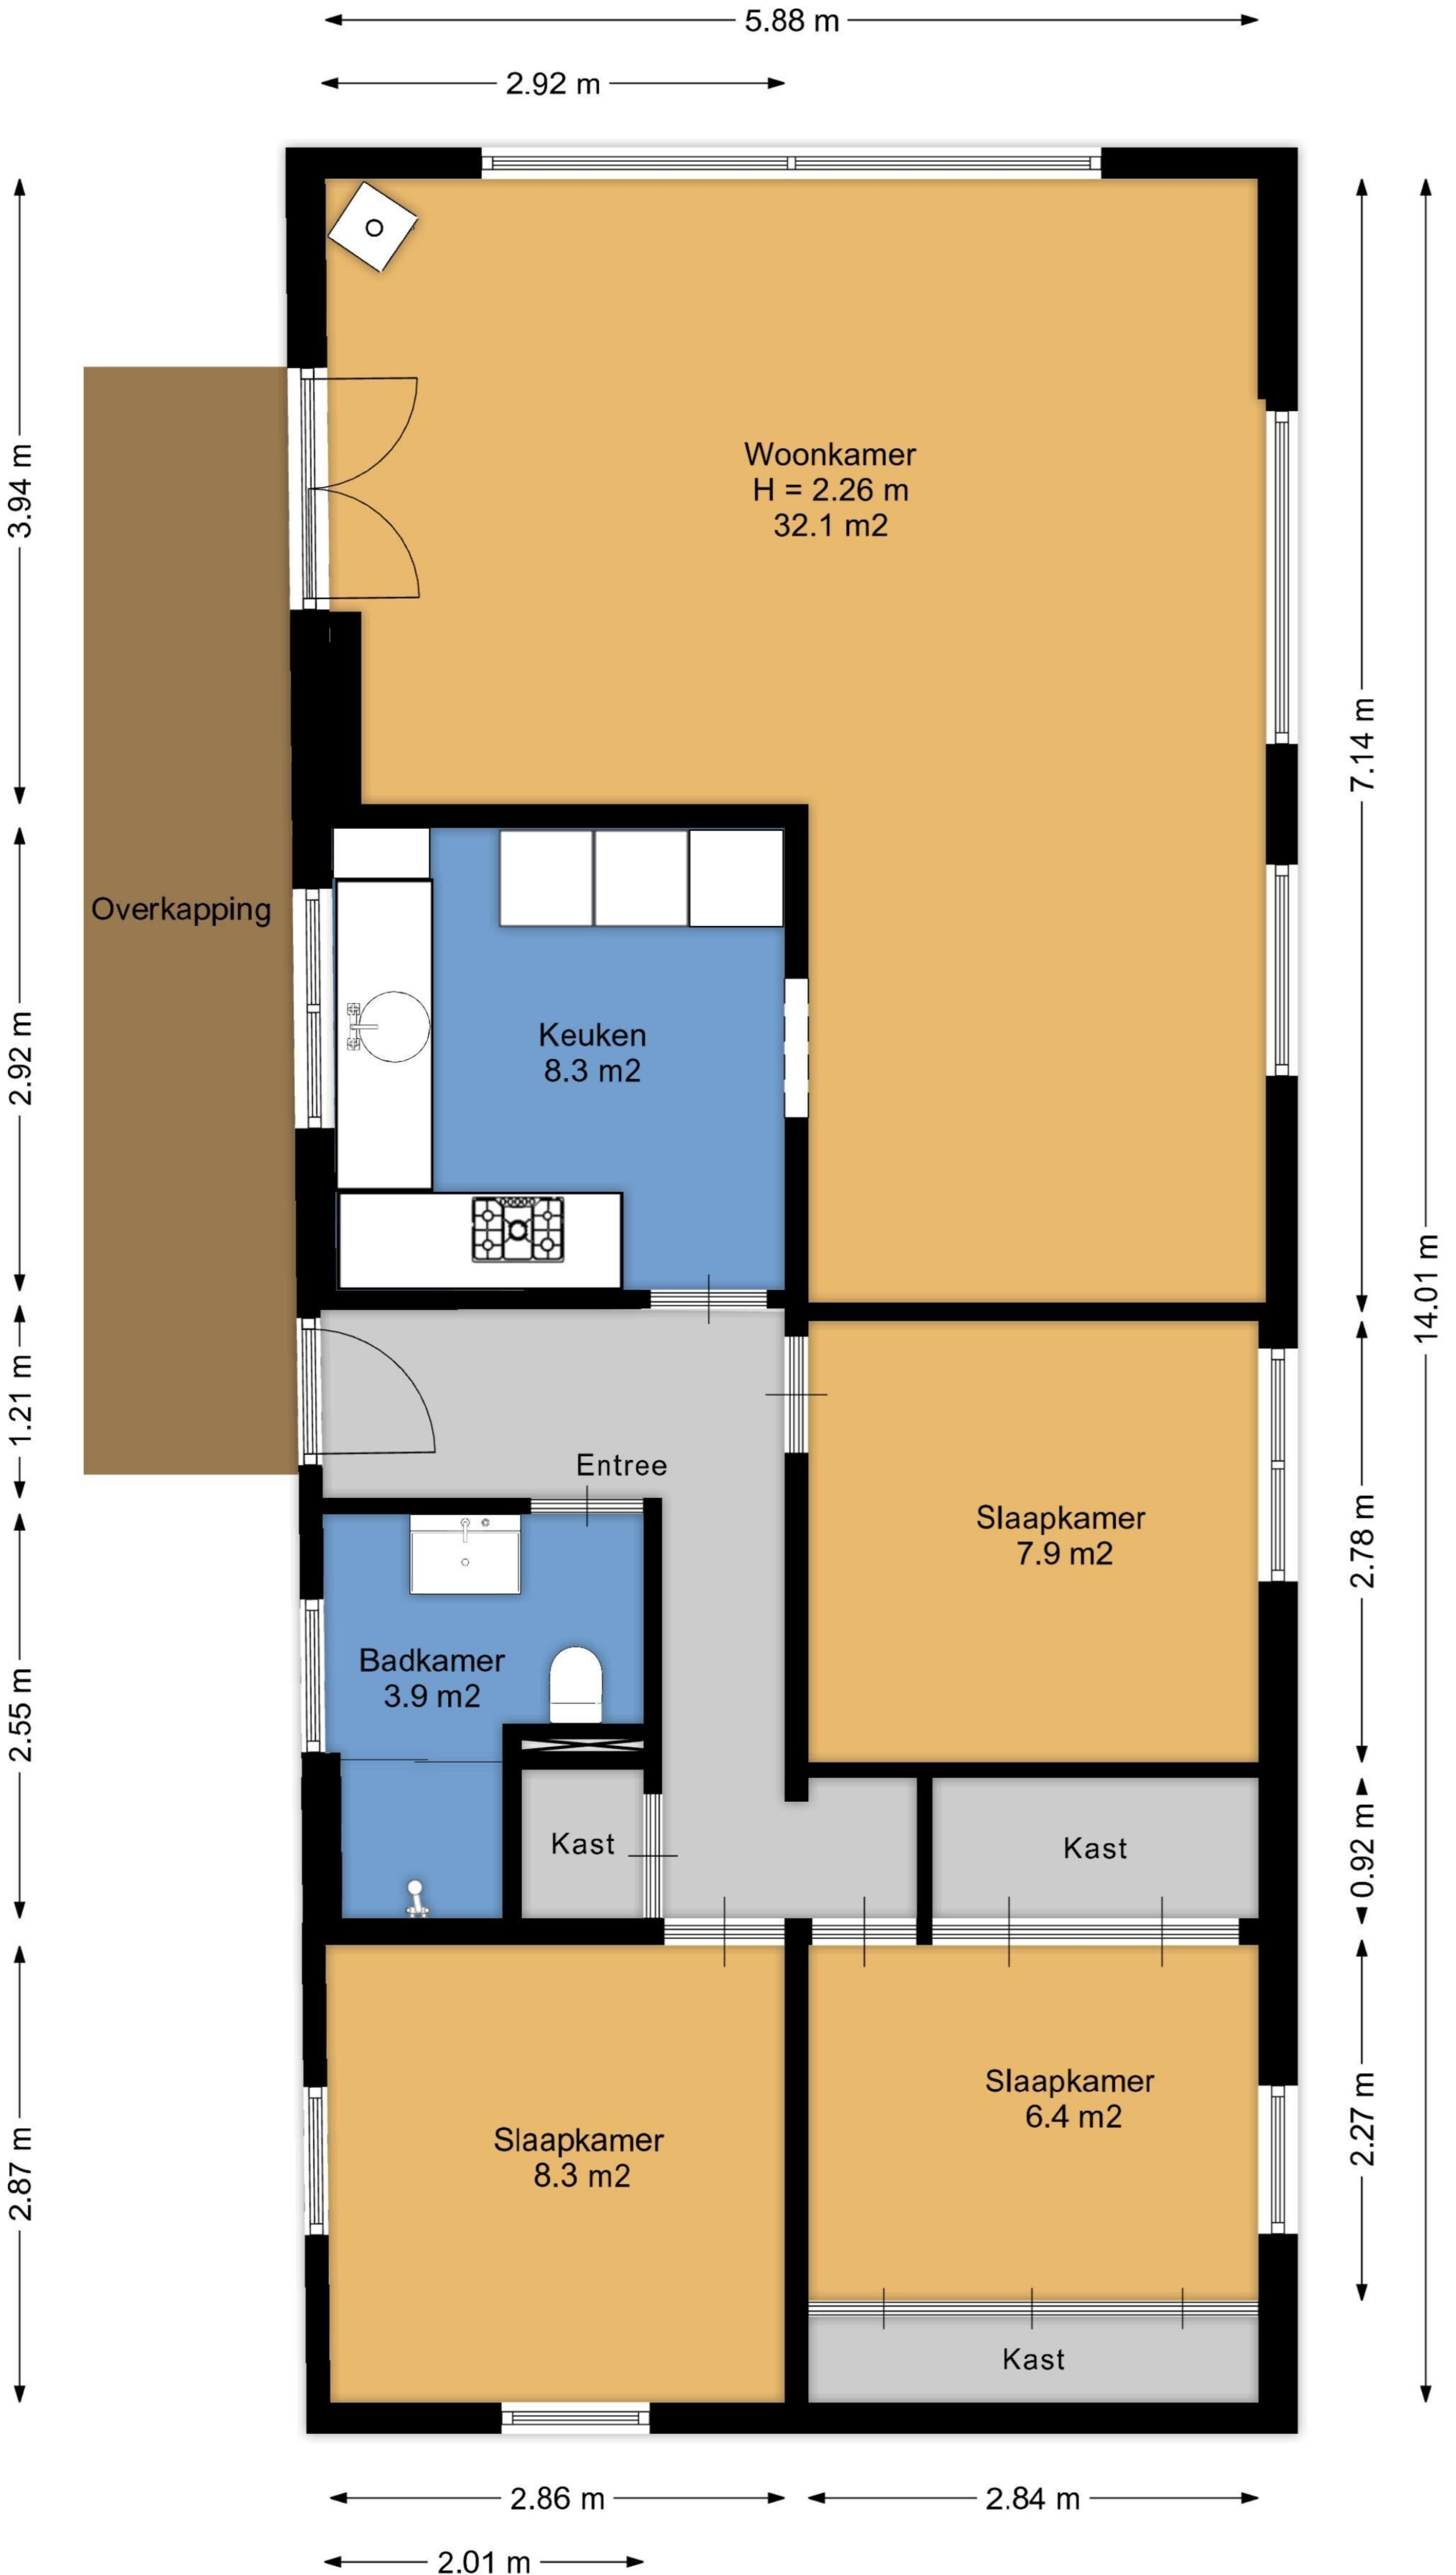 5.88 m
2.92 m
3.94 m
Woonkamer
H = 2.26 m
32.1 m2
7.14 m
Overkapping
2.92 m
Keuken
8.3 m2
14.01 m
1.21 m
Entree
Slaapkamer
7.9 m2
2.78 m
Badkamer
3.9 m2
2.55 m
Kast
Kast
0.92 m
Slaapkamer
6.4 m2
2.27 m
Slaapkamer
8.3 m2
2.87 m
Kast
2.86 m
2.84 m
2.01 m